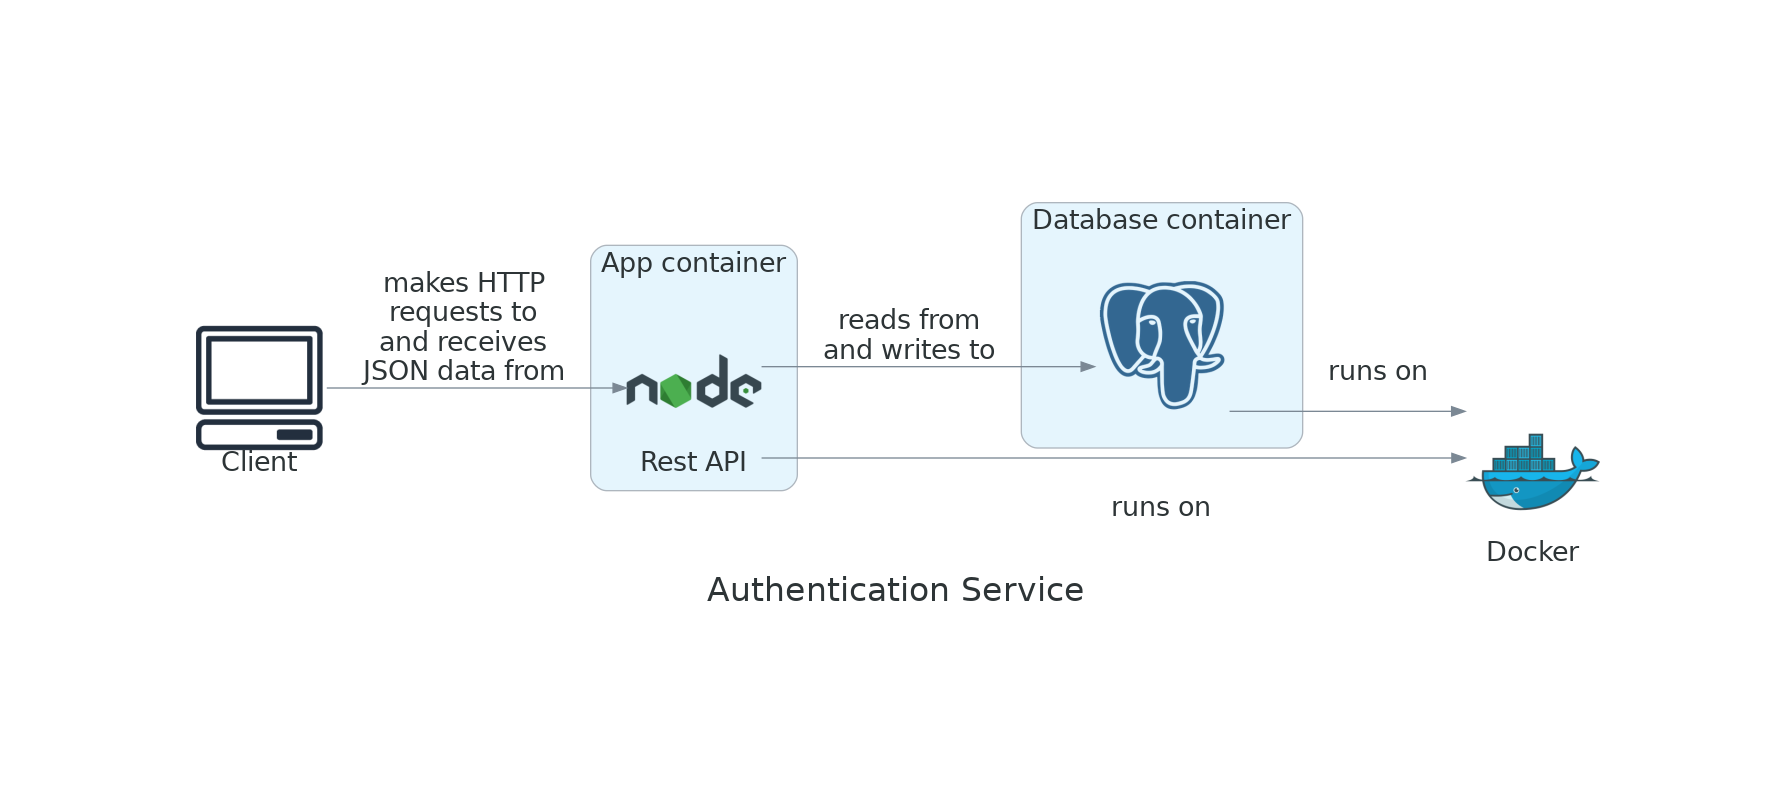 Database container
App container
makes HTTP
requests to
and receives
JSON data from
reads from
and writes to
runs on
node
Client
Rest API
runs on
Docker
Authentication Service